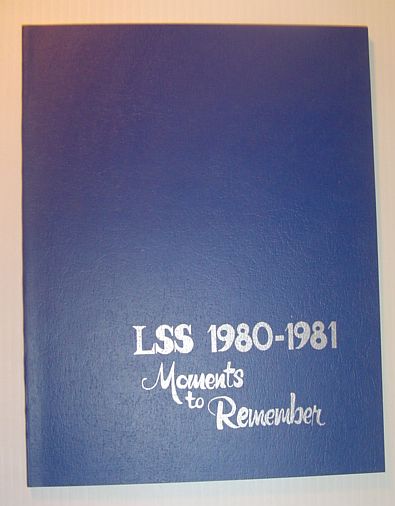 LSS 1980-1981
Moments
to
Remember